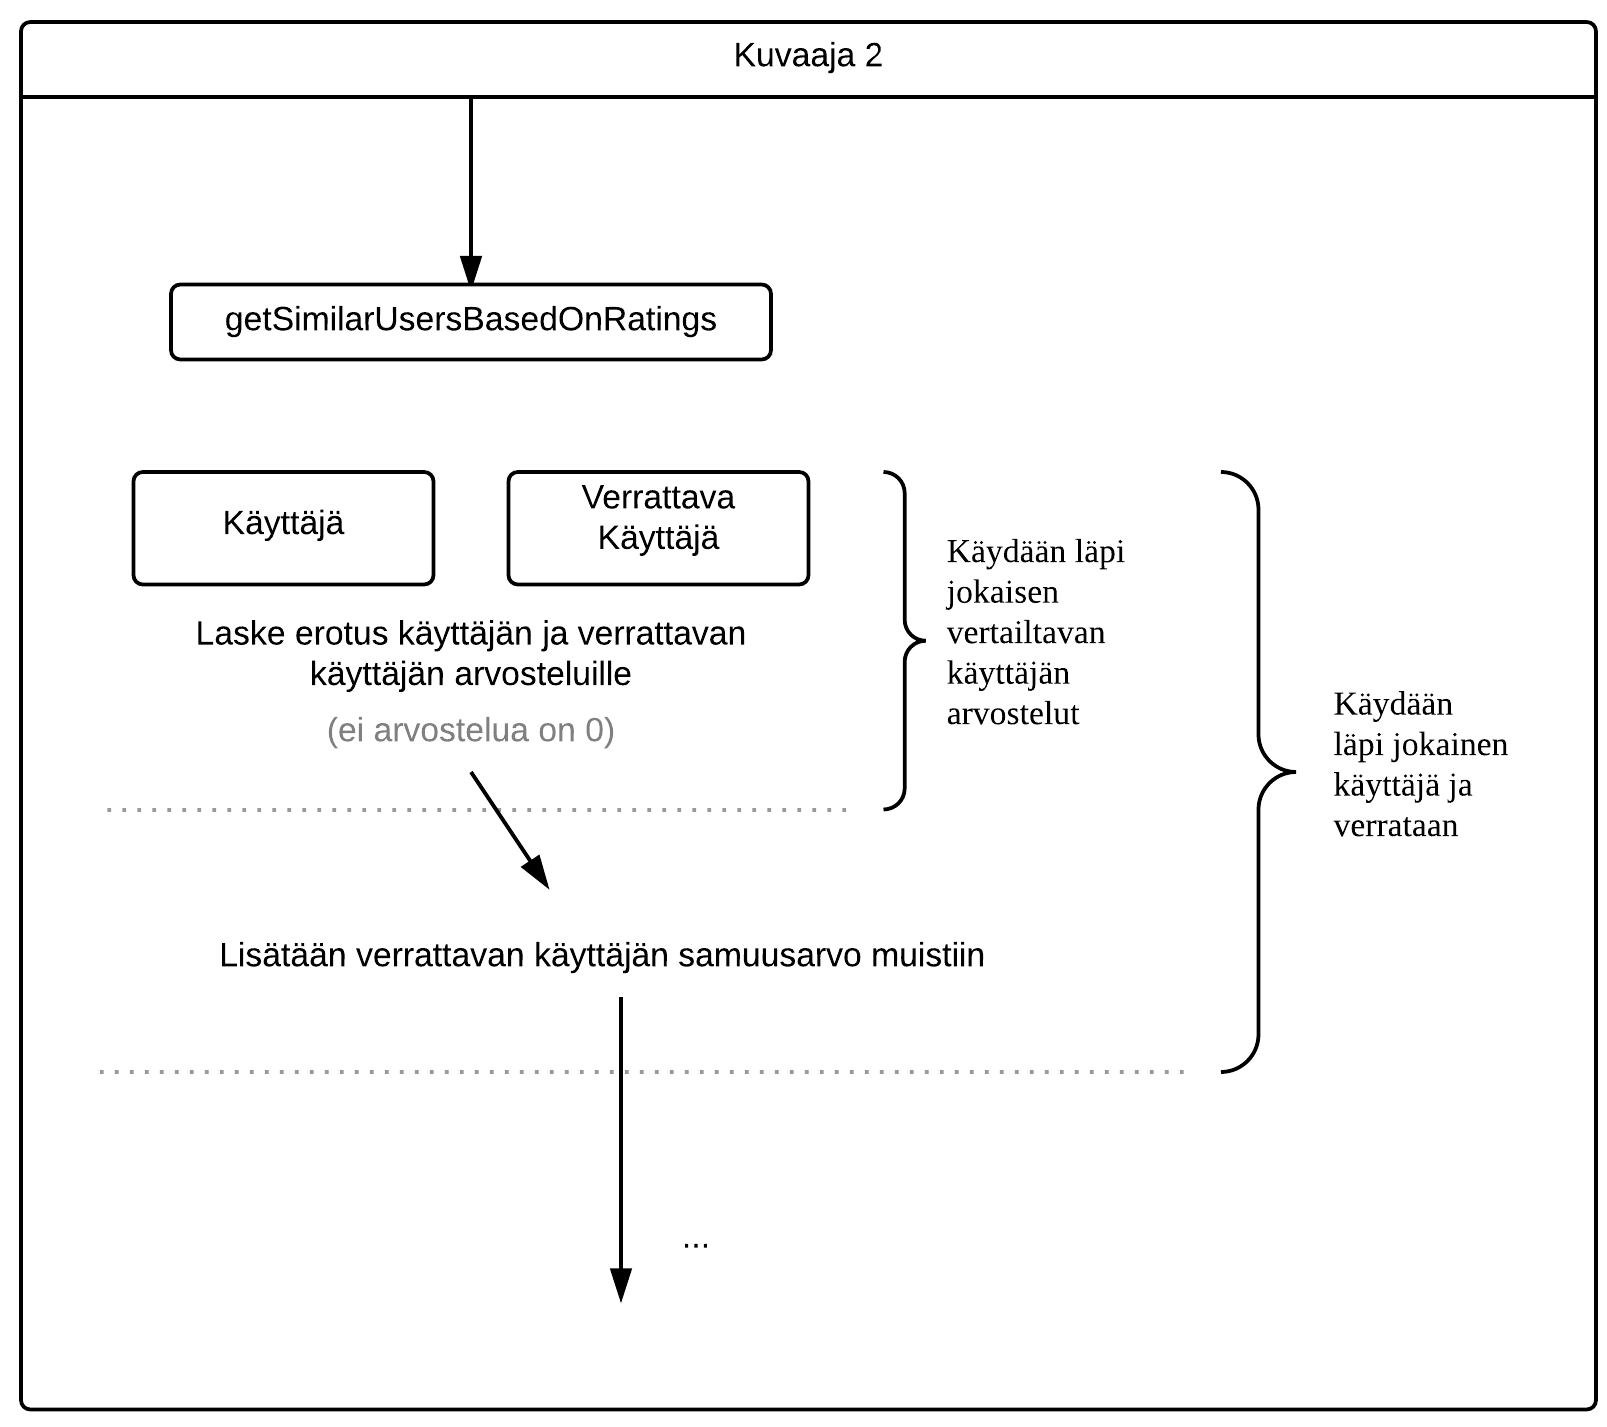 Kuvaaja 2
getSimilarUsersBasedOnRatings
Käyttäjä
Verrattava
Käyttäjä
Laske erotus käyttäjän ja verrattavan
käyttäjän arvosteluille
(ei arvostelua on 0)
Käydään läpi
jokaisen
vertailtavan
käyttäjän
arvostelut
Käydään
läpi jokainen
käyttäjä ja
verrataan
Lisätään verrattavan käyttäjän samuusarvo muistiin
...